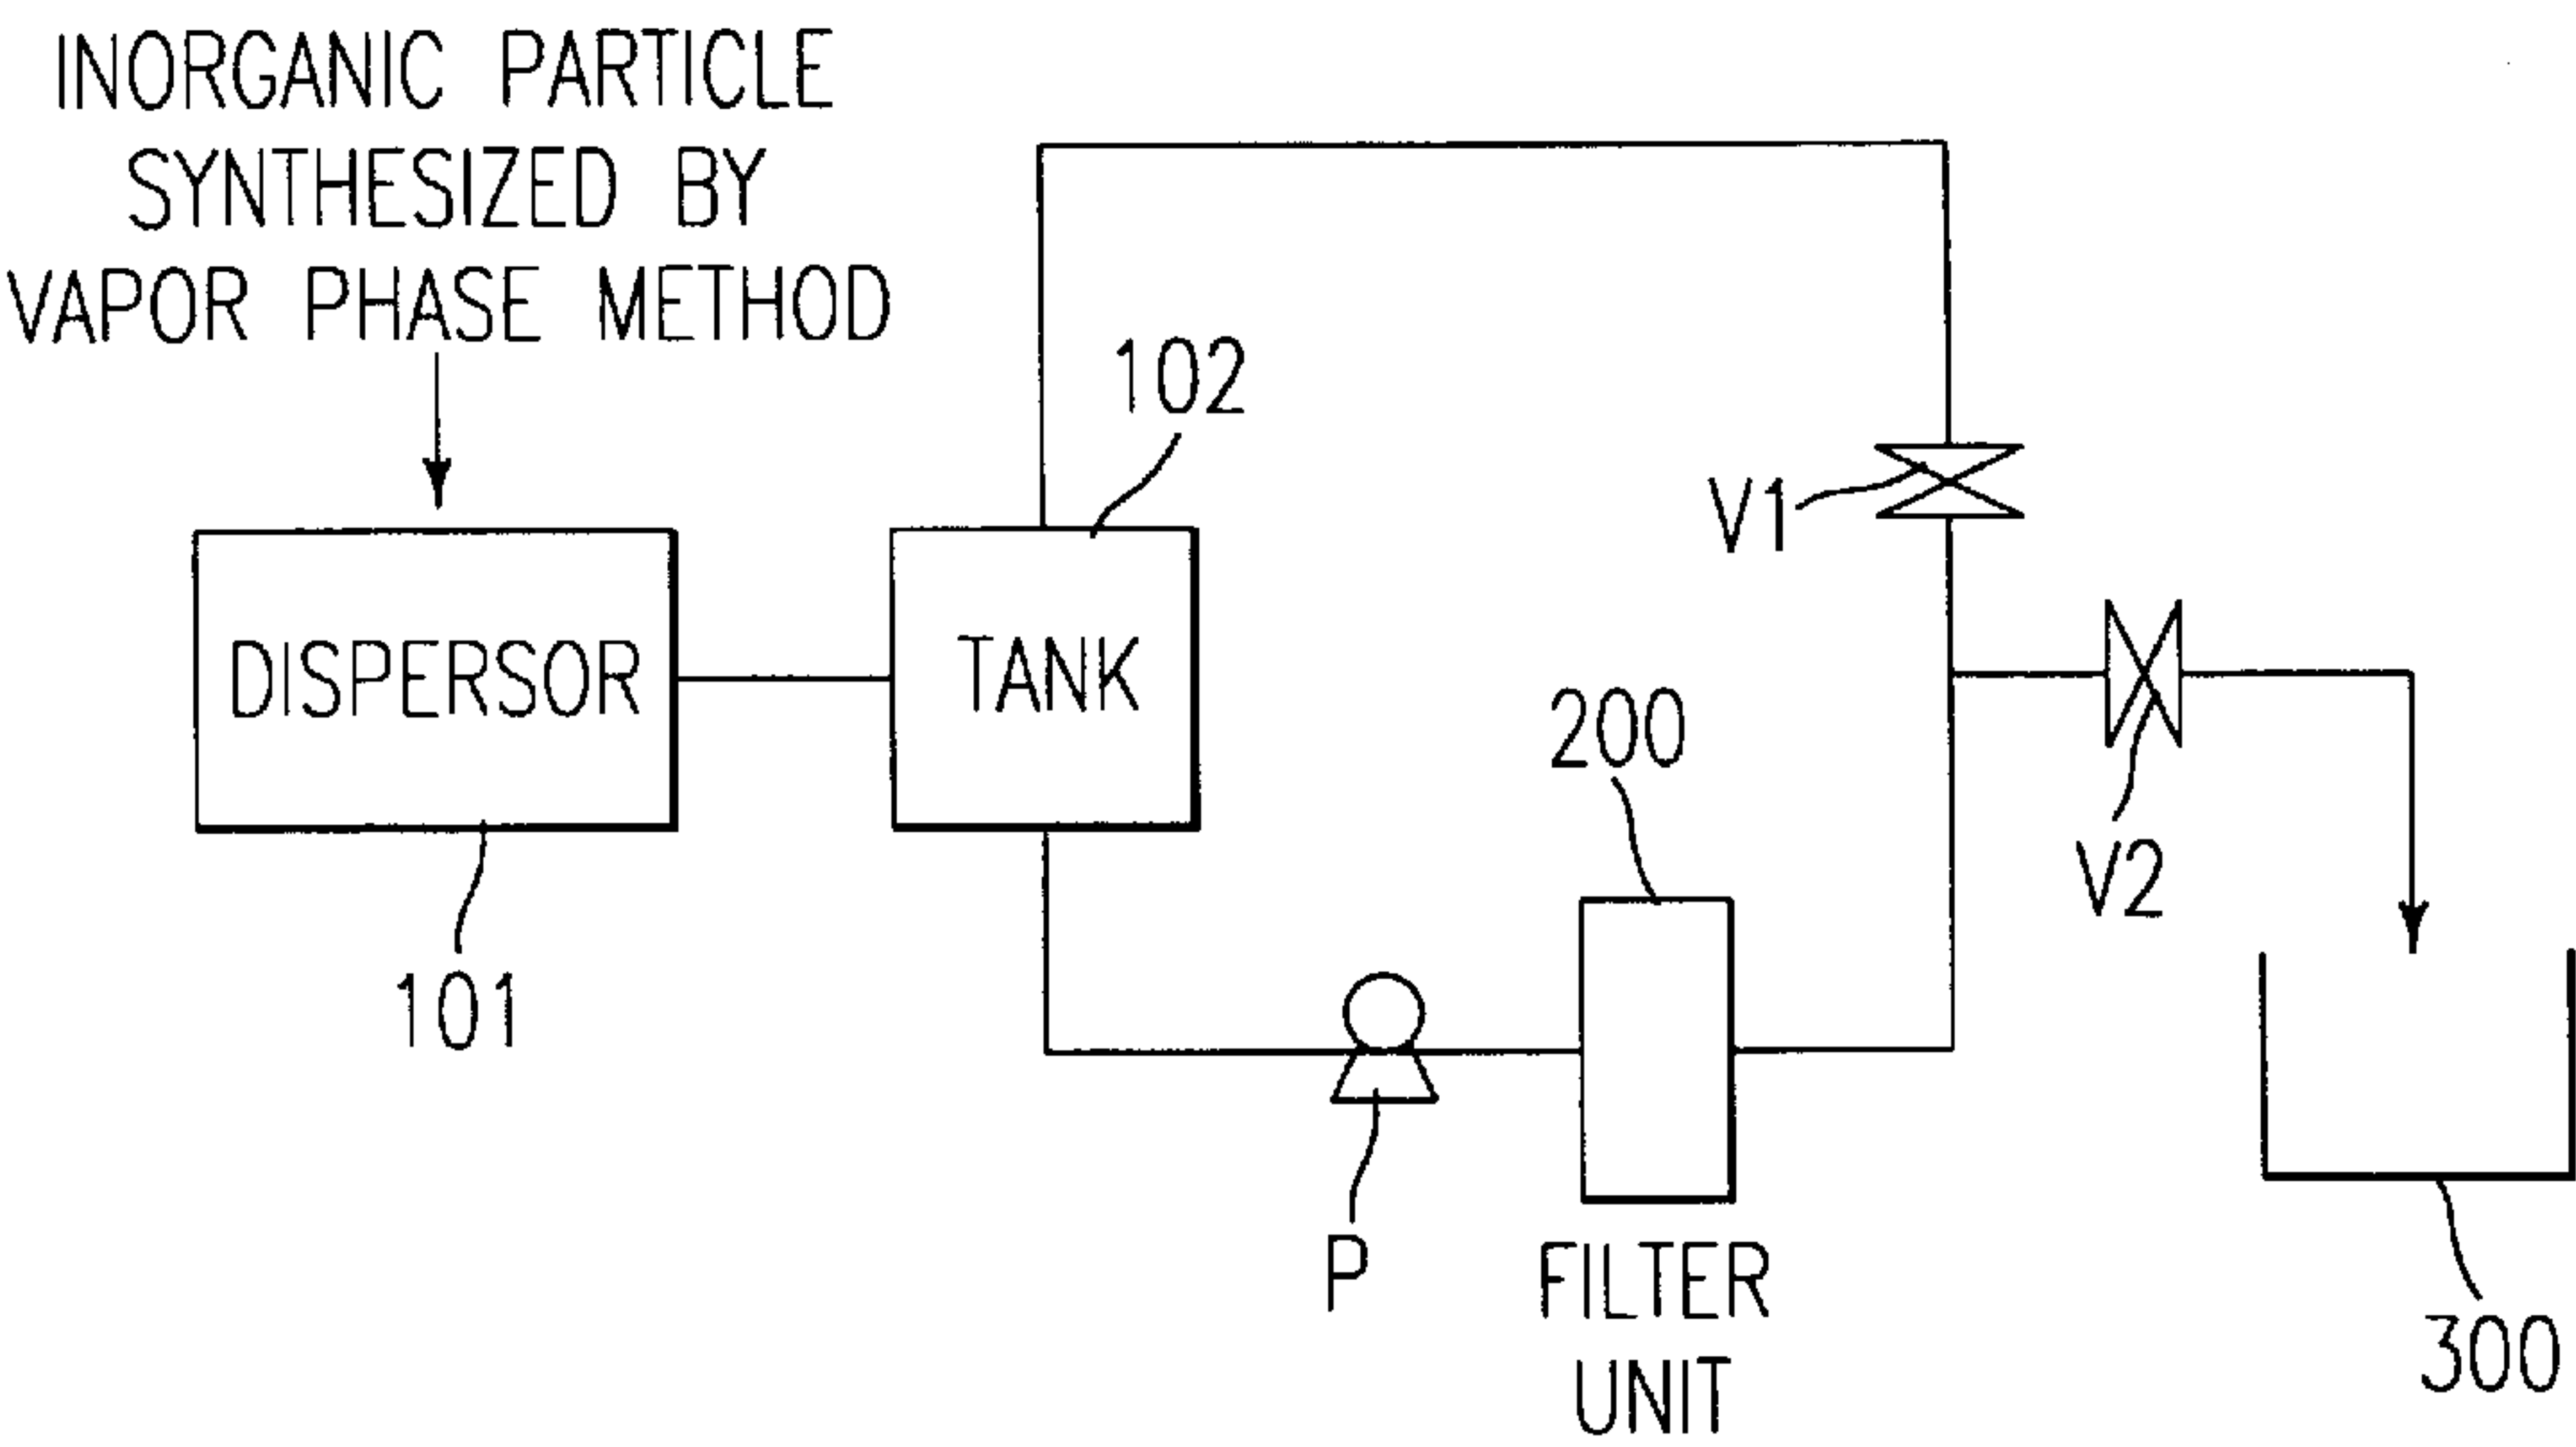 INORGANIC PARTICLE
SYNTHESIZED BY
VAPOR PHASE METHOD
102
V1
DISPERSOR
TANK
200
V2
101
P
FILTER
UNIT
300